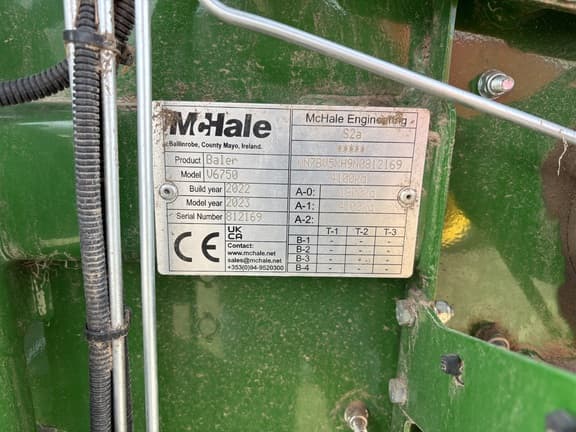 McHale
Ballinrobe, County Mayo, Ireland.
Product Baler
Model V6750
Build year 2022
Model year 2023
Serial Number 812169
UK
CA
CE
Contact:
www.mchale.net
sales@mchale.net
+353(0)94-9520300
McHale Engineering
S2a
*****
A-0:
A-1:
A-2:
T-1 T-2 T-3
B-1 - - -
B-2 - - -
B-3 - - -
B-4 - - -